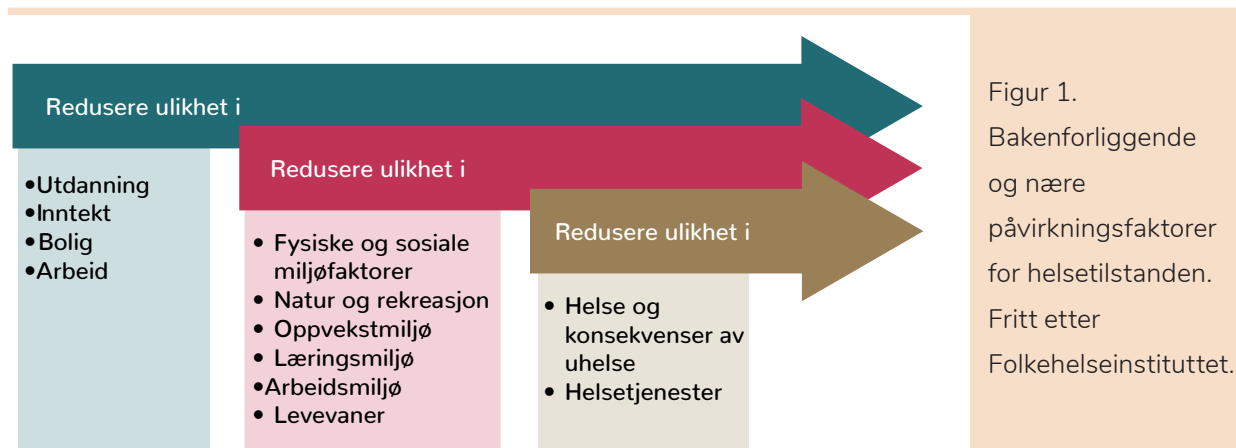 Redusere ulikhet i
•Utdanning
•Inntekt
•Bolig
•Arbeid
Redusere ulikhet i
• Fysiske og sosiale
miljøfaktorer
• Natur og rekreasjon
• Oppvekstmiljø
• Læringsmiljø
•Arbeidsmiljø
• Levevaner
Redusere ulikhet i
• Helse og
konsekvenser av
uhelse
• Helsetjenester
Figur 1.
Bakenforliggende
og nære
påvirkningsfaktorer
for helsetilstanden.
Fritt etter
Folkehelseinstituttet.